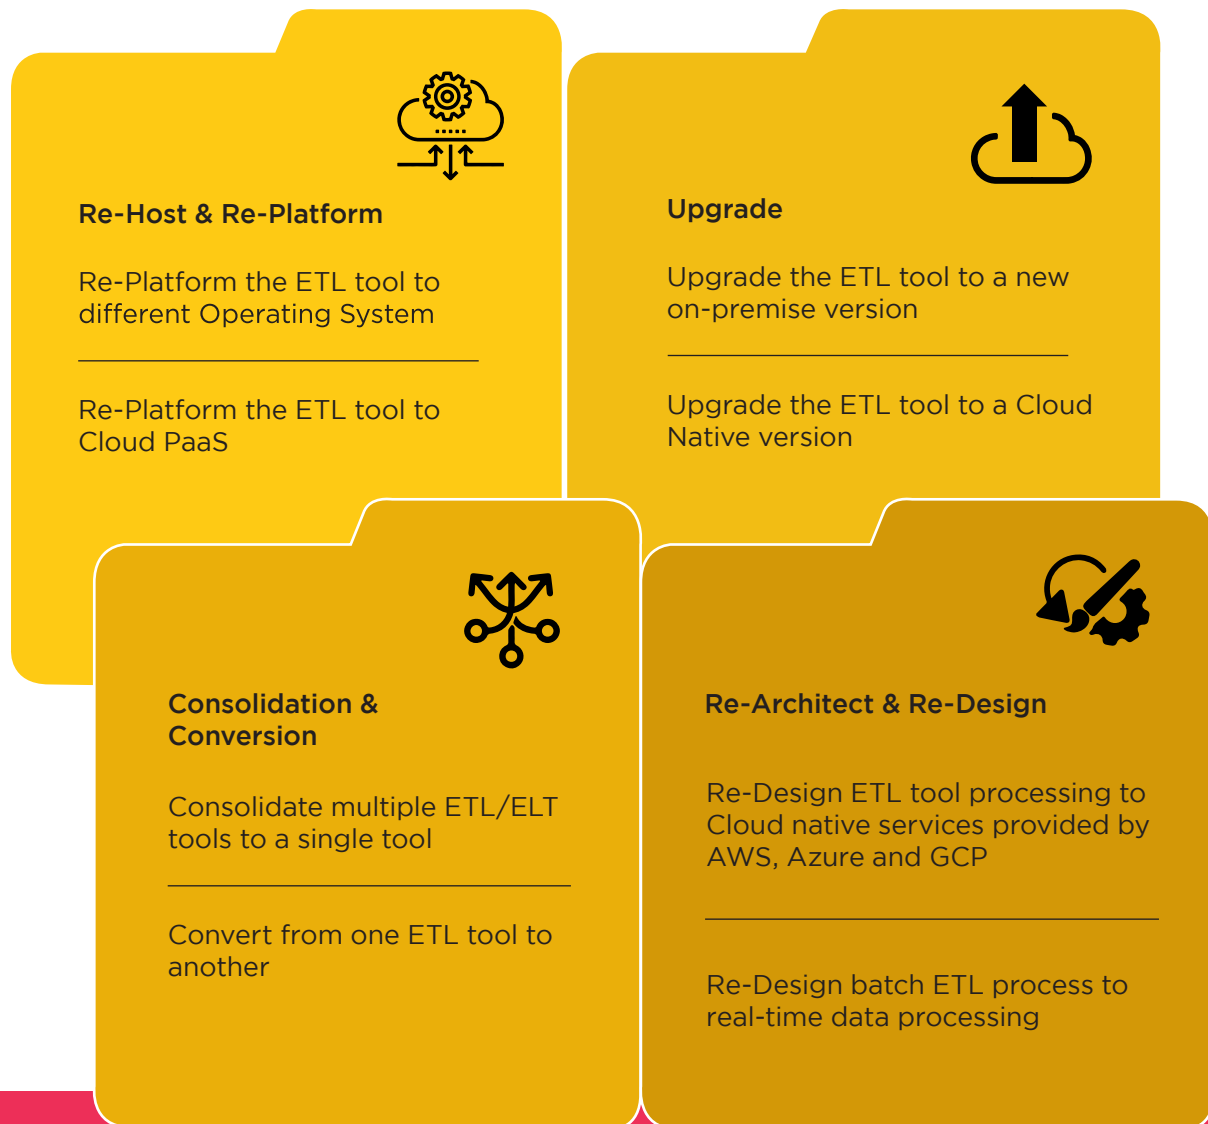 Re-Host & Re-Platform
Re-Platform the ETL tool to
different Operating System
Re-Platform the ETL tool to
Cloud PaaS
Upgrade
Upgrade the ETL tool to a new
on-premise version
Upgrade the ETL tool to a Cloud
Native version
Consolidation &
Conversion
Consolidate multiple ETL/ELT
tools to a single tool
Convert from one ETL tool to
another
Re-Architect & Re-Design
Re-Design ETL tool processing to
Cloud native services provided by
AWS, Azure and GCP
Re-Design batch ETL process to
real-time data processing